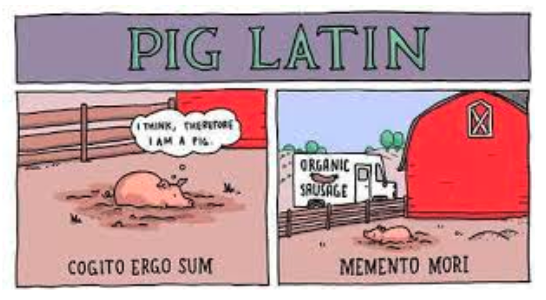 PIG LATIN
I THINK, THEREFORE
I AM A PIG.
COGITO ERGO SUM
ORGANIC
SAUSAGE
MEMENTO MORI